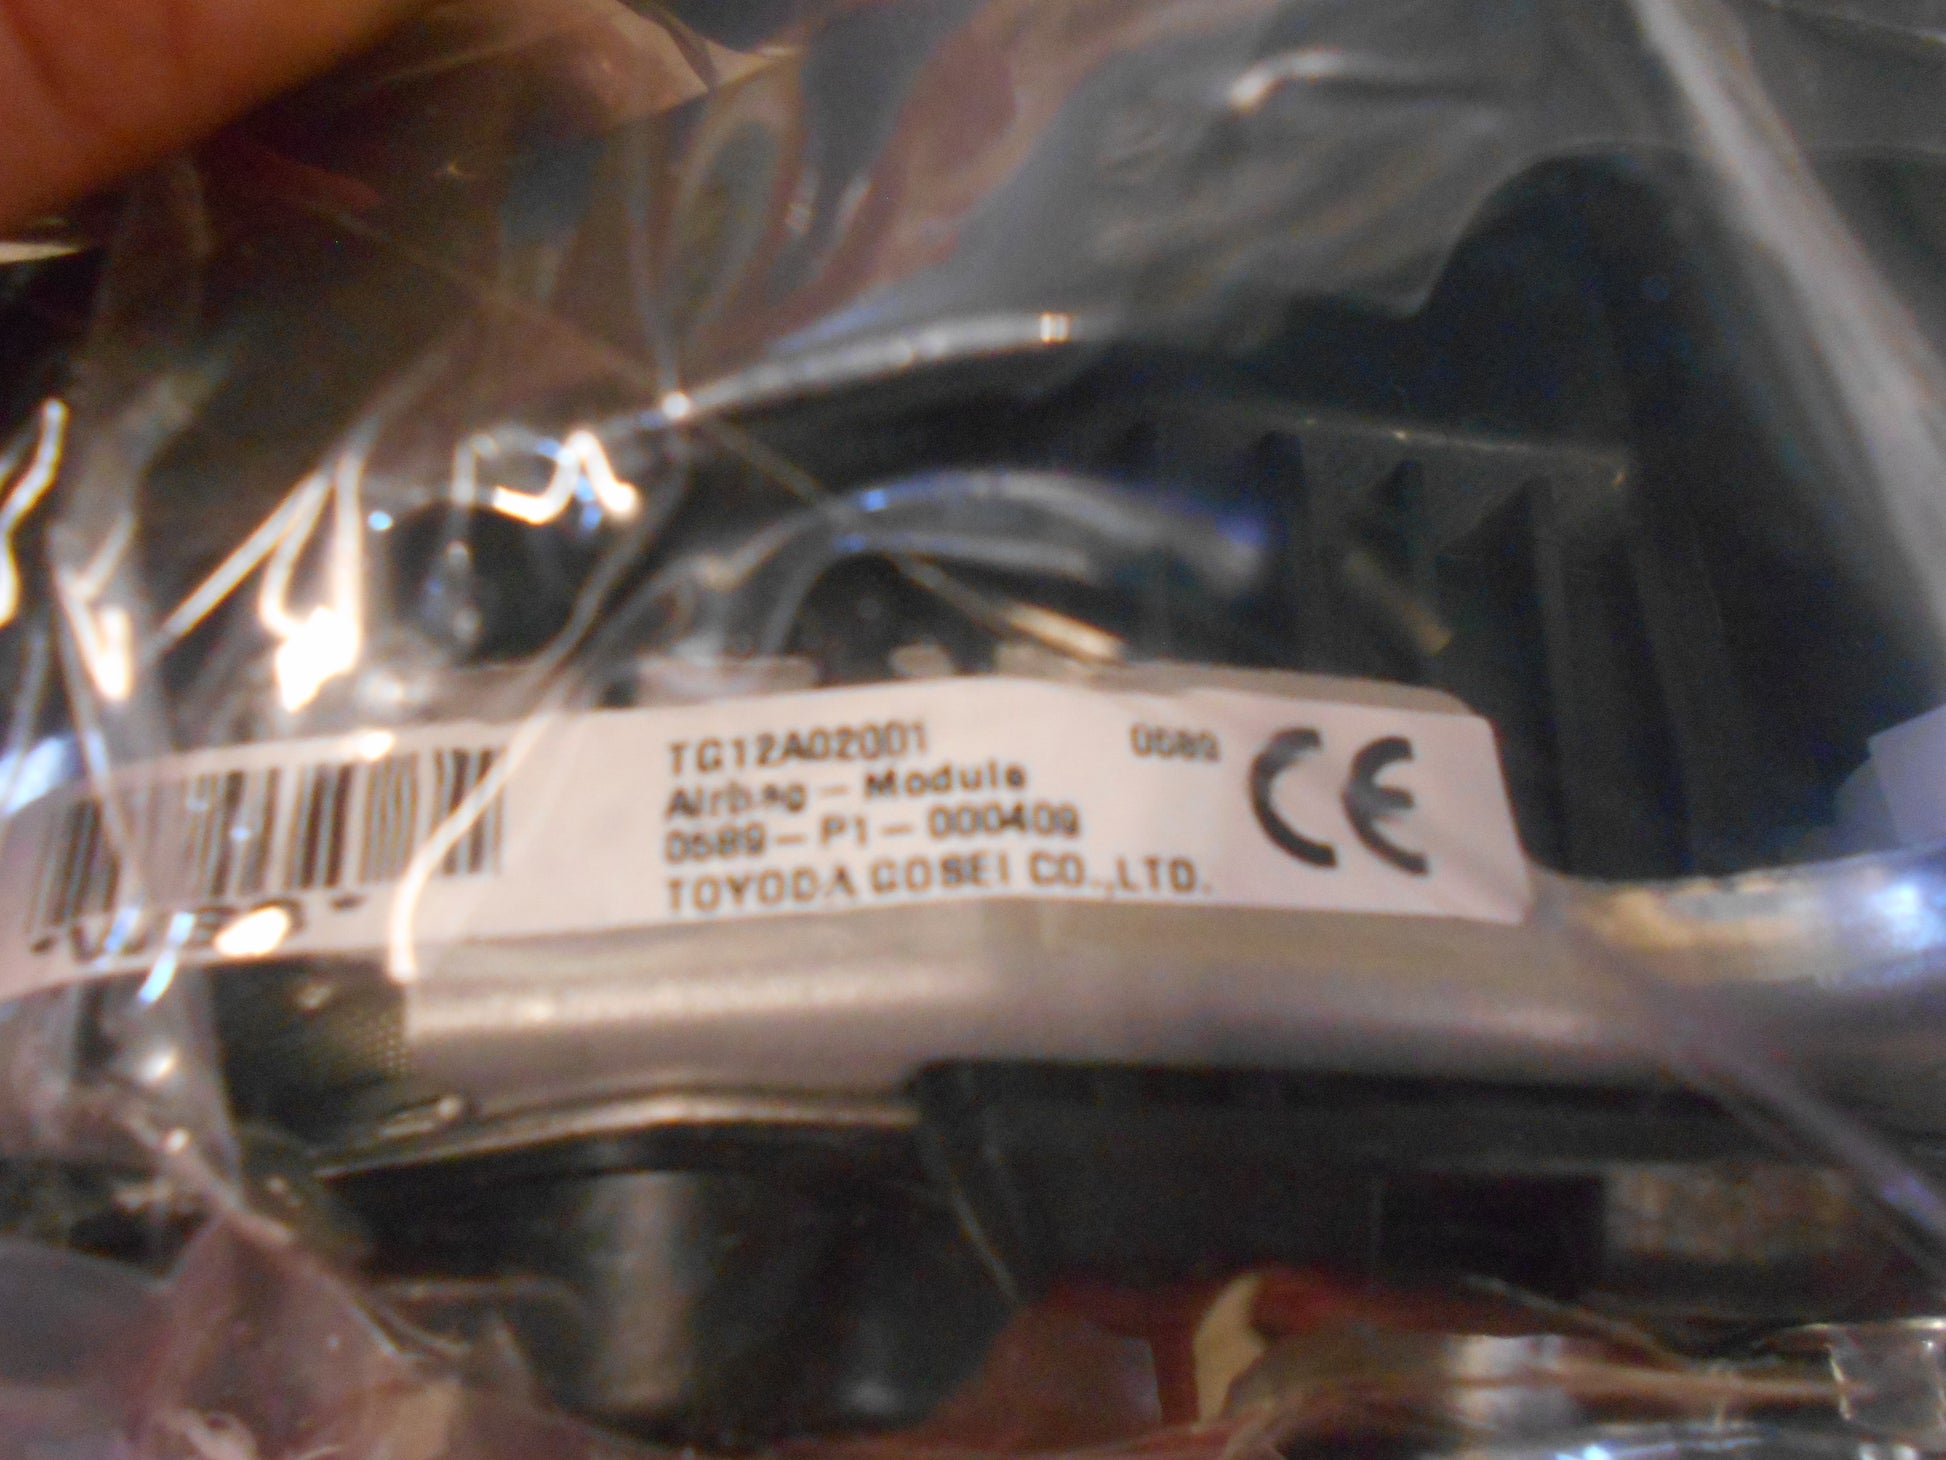 TG12A02001
0589
CE
Airbag - Module
0589-P1-000409
TOYODA GOSEI CO.,LTD.